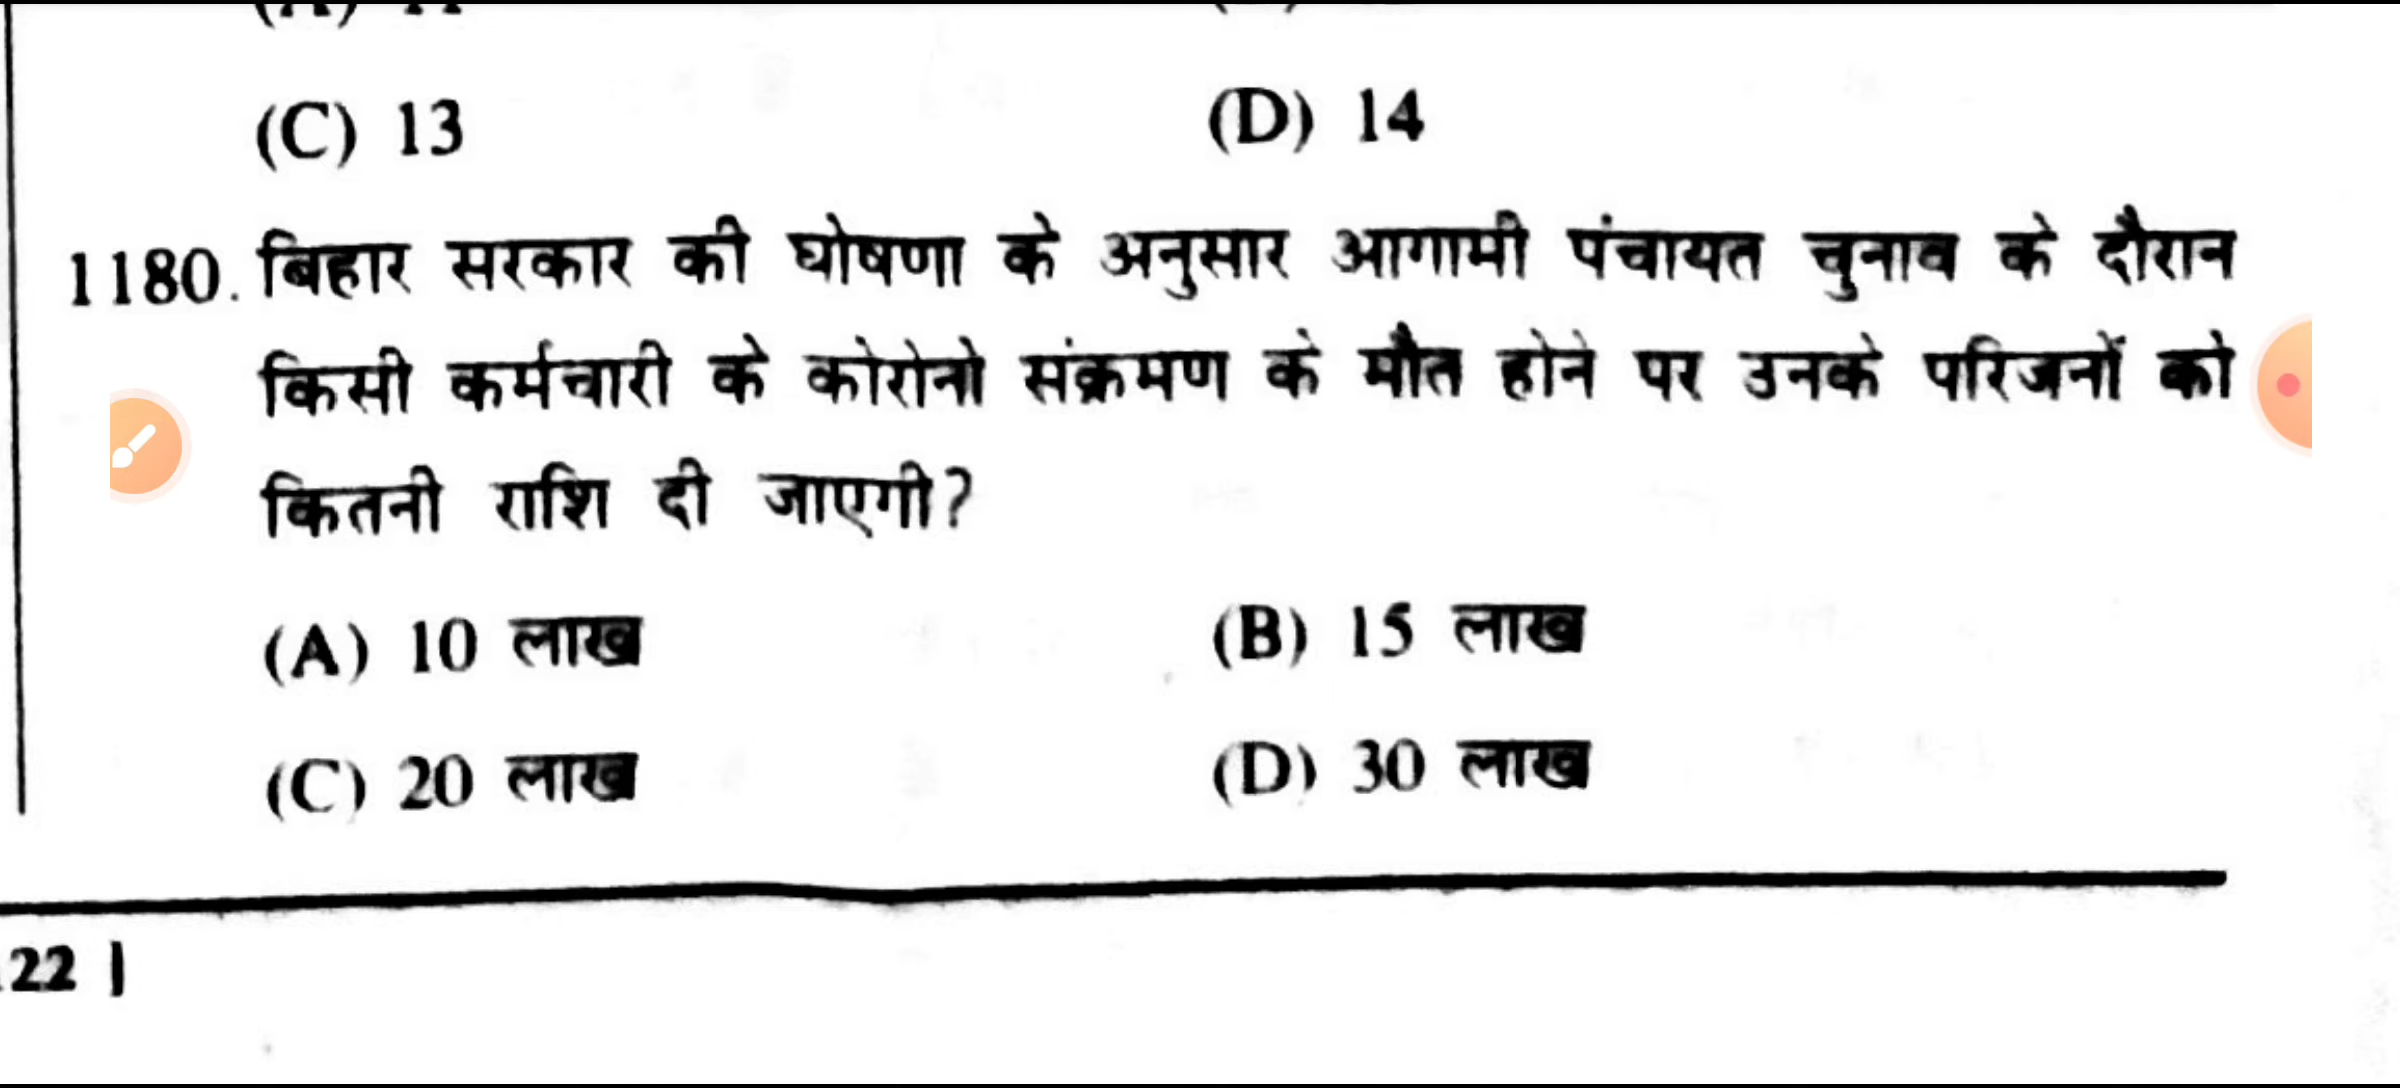 (C) 13 (D) 14
1180. बिहार सरकार की घोषणा के अनुसार आगामी पंचायत चुनाव के दौरान
किसी कर्मचारी के कोरोनो संक्रमण के मौत होने पर उनके परिजनों को
कितनी राशि दी जाएगी?
(A) 10 लाख (B) 15 लाख
(C) 20 लाख (D) 30 लाख
22 |